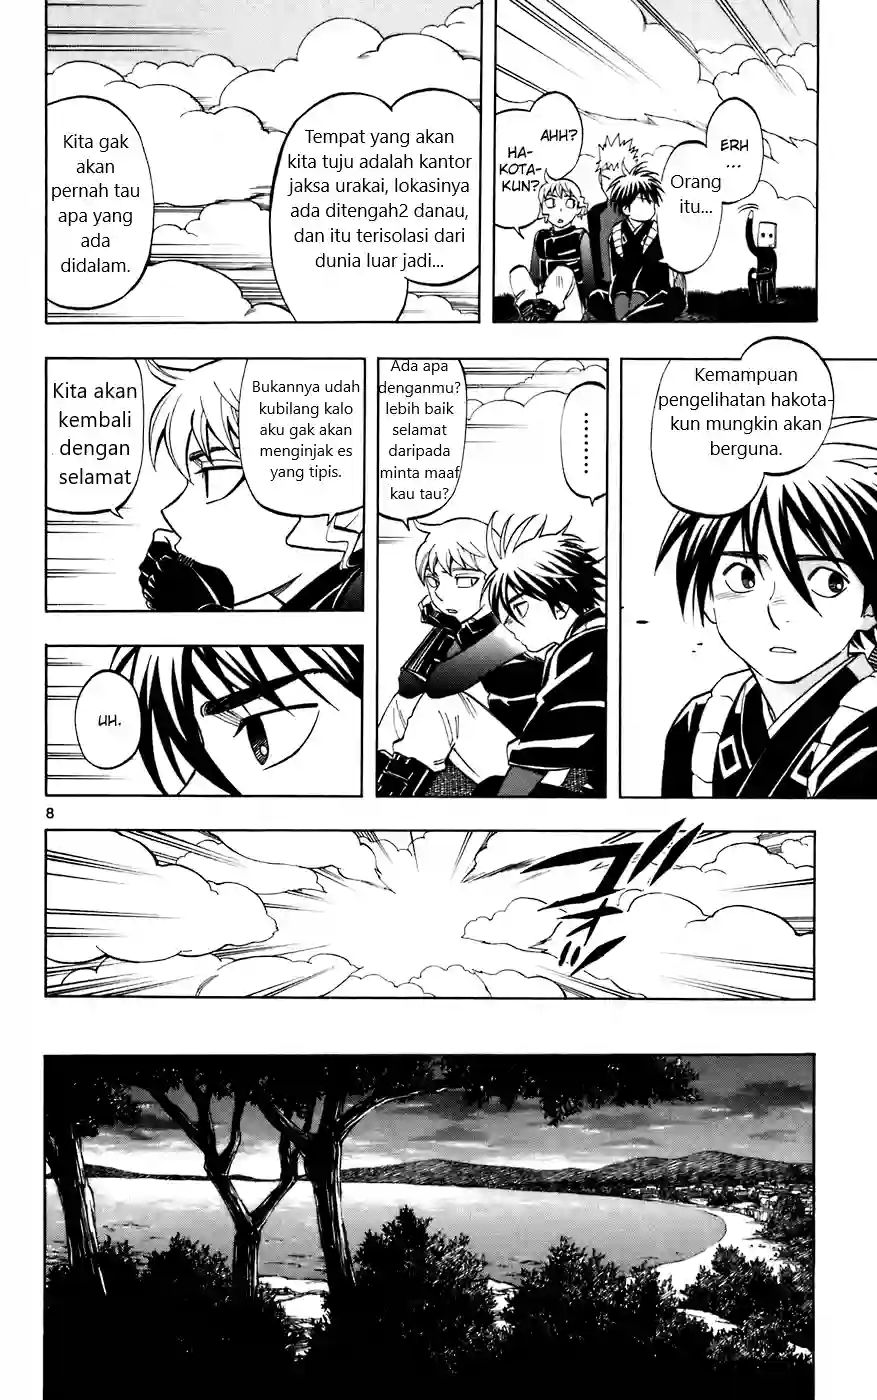 ERH
...
Orang
itu...
AHH?
HA-
KOTA-
KUN?
Tempat yang akan
kita tuju adalah kantor
jaksa urakai, lokasinya
ada ditengah2 danau,
dan itu terisolasi dari
dunia luar jadi...
Kita gak
akan
pernah tau
apa yang
ada
didalam.
Kemampuan
pengelihatan hakota-
kun mungkin akan
berguna.
.........
Ada apa
denganmu?
lebih baik
selamat
daripada
minta maaf
kau tau?
Bukannya udah
kubilang kalo
aku gak akan
menginjak es
yang tipis.
Kita akan
kembali
dengan
selamat
UH.
8
ゴメ゙